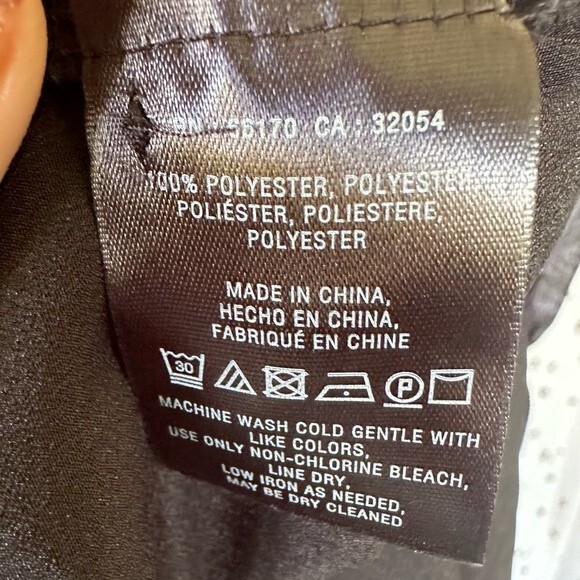 56170 CA : 32054
100% POLYESTER, POLYESTER,
POLIÉSTER, POLIESTERE,
POLYESTER
MADE IN CHINA,
HECHO EN CHINA,
FABRIQUÉ EN CHINE
30 P
MACHINE WASH COLD GENTLE WITH
LIKE COLORS,
USE ONLY NON-CHLORINE BLEACH,
LINE DRY,
LOW IRON AS NEEDED,
MAY BE DRY CLEANED